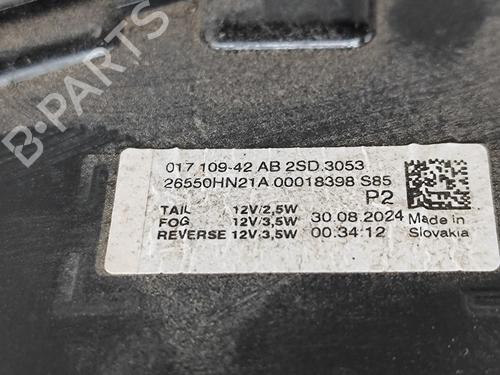 B-PARTS
017 109-42 AB 2SD.3053
26550HN21A 00018398 S85
P2
TAIL 12V/2,5W
FOG 12V/3,5W 30.08.2024 Made in
REVERSE 12V/3,5W 00:34:12 Slovakia